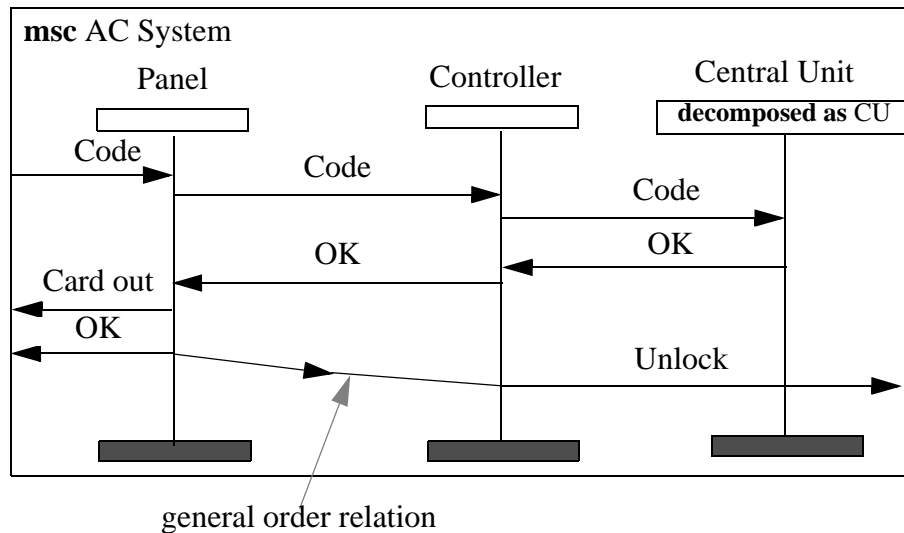 msc AC System
Panel
Controller
Central Unit
decomposed as CU
Code
Code
Code
OK
OK
Card out
OK
Unlock
general order relation